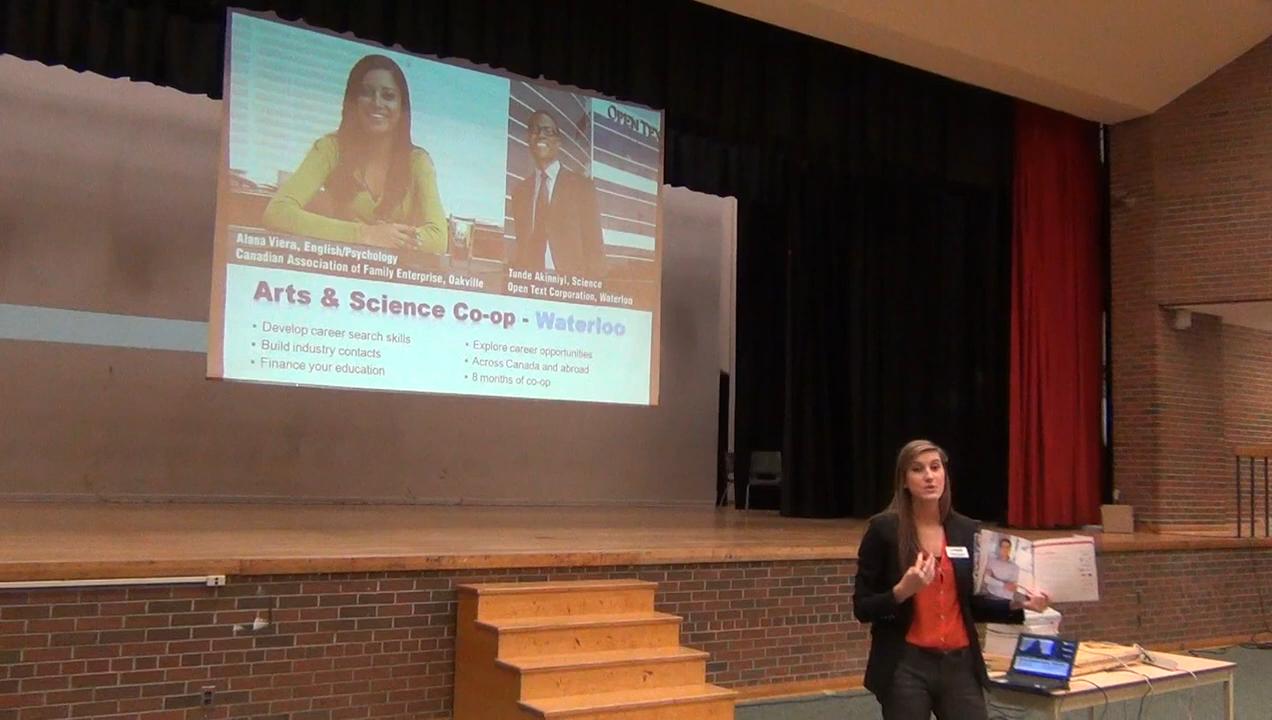 OPEN TEX
Alana Viera, English/Psychology
Canadian Association of Family Enterprise, Oakville
Tunde Akinniyi, Science
Open Text Corporation, Waterloo
Arts & Science Co-op - Waterloo
• Develop career search skills
• Build industry contacts
• Finance your education
• Explore career opportunities
• Across Canada and abroad
• 8 months of co-op